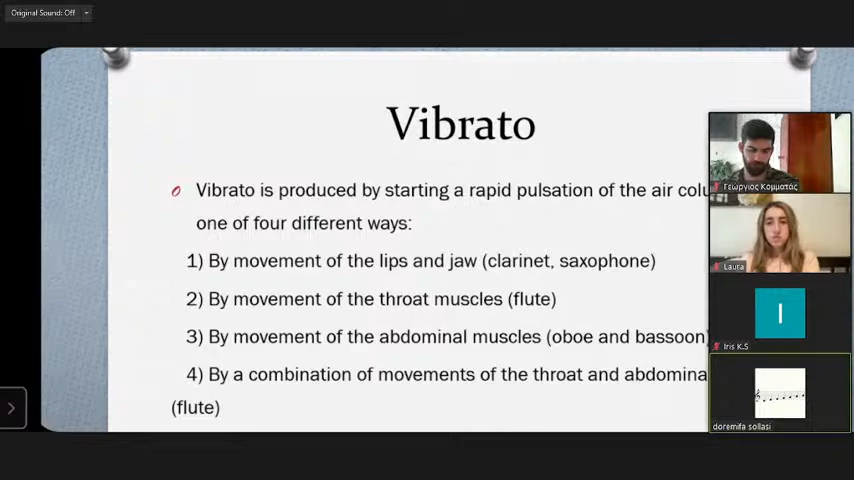 Original Sound: Off
Vibrato
Vibrato is produced by starting a rapid pulsation of the air colu
one of four different ways:
1) By movement of the lips and jaw (clarinet, saxophone)
2) By movement of the throat muscles (flute)
3) By movement of the abdominal muscles (oboe and bassoon)
4) By a combination of movements of the throat and abdomina
(flute)
Γεώργιος Κομματάς
Laura
I
Iris K.S
doremifa sollasi